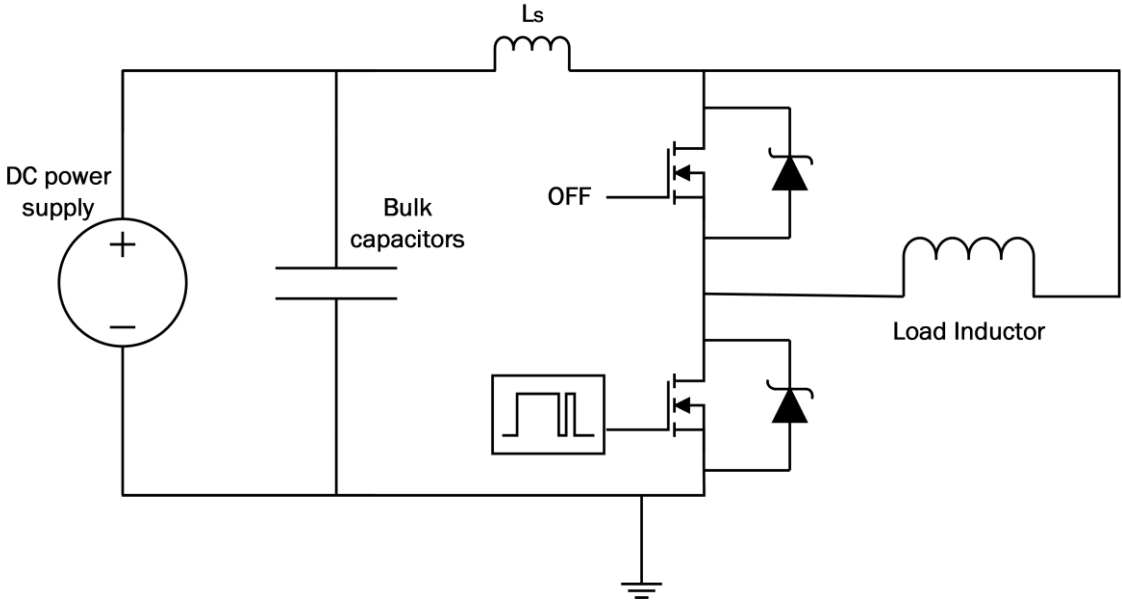 Ls
DC power
supply
OFF
Bulk
capacitors
Load Inductor